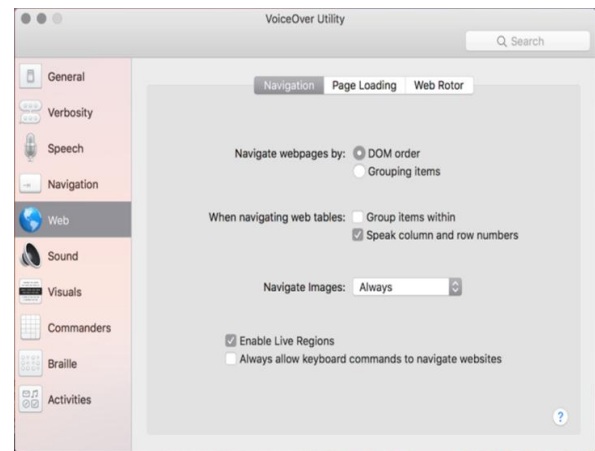 VoiceOver Utility
Search
General
Verbosity
Speech
Navigation
Web
Sound
Visuals
Commanders
Braille
Activities
Navigation Page Loading Web Rotor
Navigate webpages by: DOM order
Grouping items
When navigating web tables: Group items within
Speak column and row numbers
Navigate Images: Always
Enable Live Regions
Always allow keyboard commands to navigate websites
?